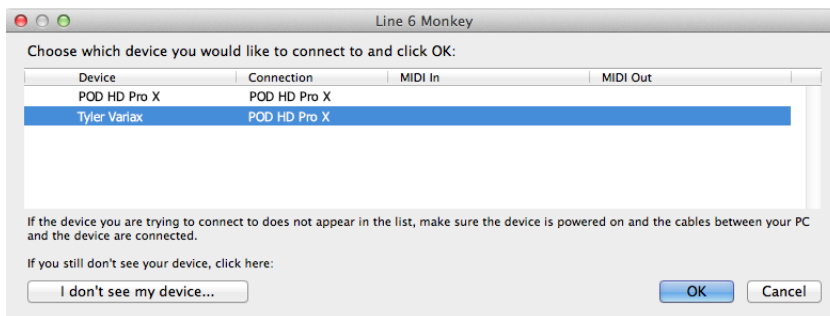 Line 6 Monkey
Choose which device you would like to connect to and click OK:
Device Connection MIDI In MIDI Out
POD HD Pro X POD HD Pro X
Tyler Variax POD HD Pro X
If the device you are trying to connect to does not appear in the list, make sure the device is powered on and the cables between your PC
and the device are connected.
If you still don't see your device, click here:
I don't see my device... OK Cancel